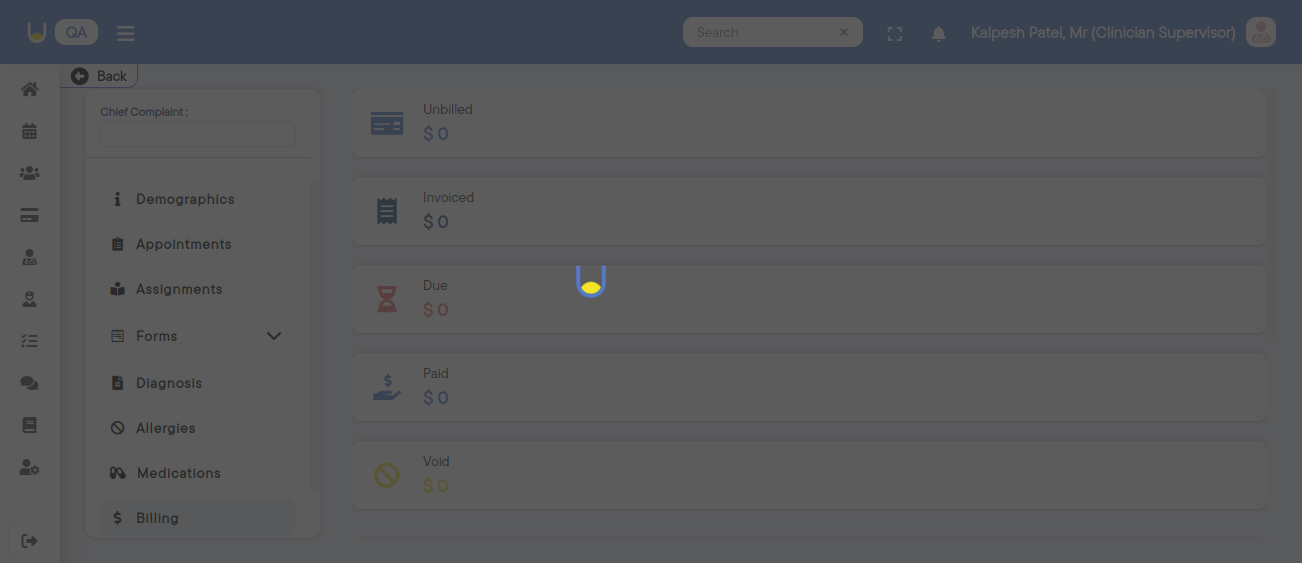 QA
Search
Kalpesh Patel, Mr (Clinician Supervisor)
Back
Chief Complaint :
Demographics
Appointments
Assignments
Forms
Diagnosis
Allergies
Medications
Billing
Unbilled
$ 0
Invoiced
$ 0
Due
$ 0
Paid
$ 0
Void
$ 0